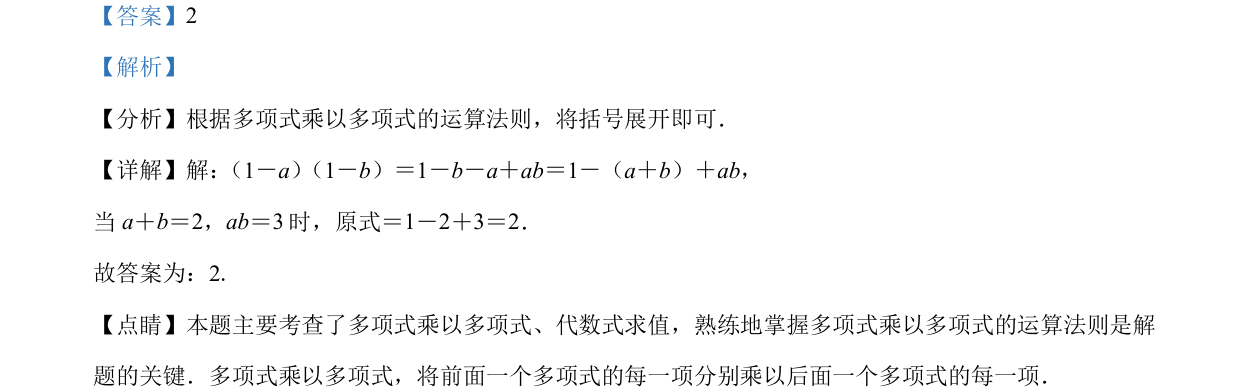 【答案】2
【解析】
【分析】根据多项式乘以多项式的运算法则，将括号展开即可．
【详解】解：（1－a）（1－b）＝1－b－a＋ab＝1－（a＋b）＋ab，
当 a＋b＝2，ab＝3 时，原式＝1－2＋3＝2．
故答案为：2.
【点睛】本题主要考查了多项式乘以多项式、代数式求值，熟练地掌握多项式乘以多项式的运算法则是解
题的关键．多项式乘以多项式，将前面一个多项式的每一项分别乘以后面一个多项式的每一项．